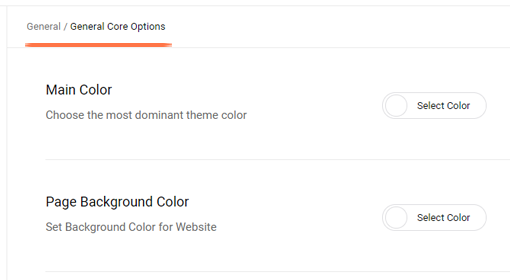 General / General Core Options
Main Color
Choose the most dominant theme color
Select Color
Page Background Color
Set Background Color for Website
Select Color